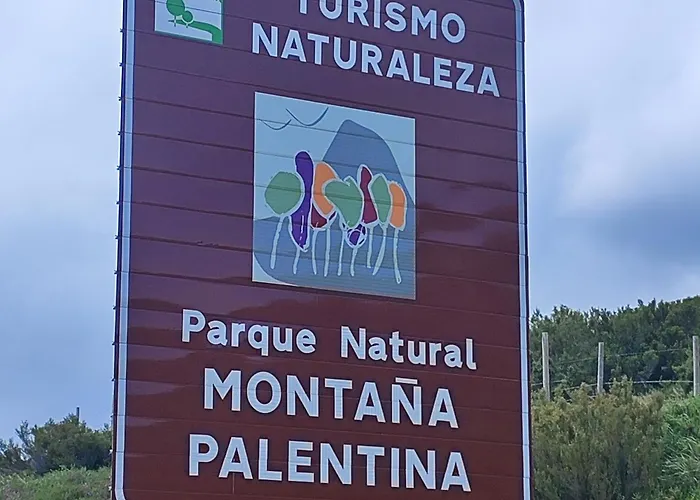 TURISMO
NATURALEZA
Parque Natural
MONTAÑA
PALENTINA